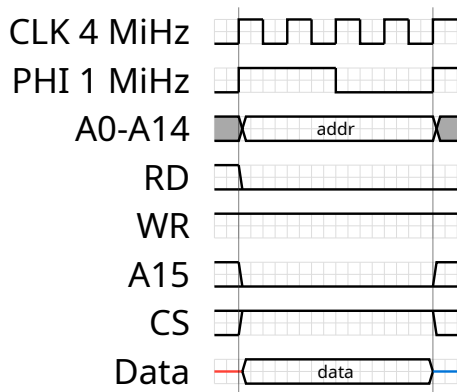 CLK 4 MiHz
PHI 1 MiHz
A0-A14 addr
RD
WR
A15
CS
Data data